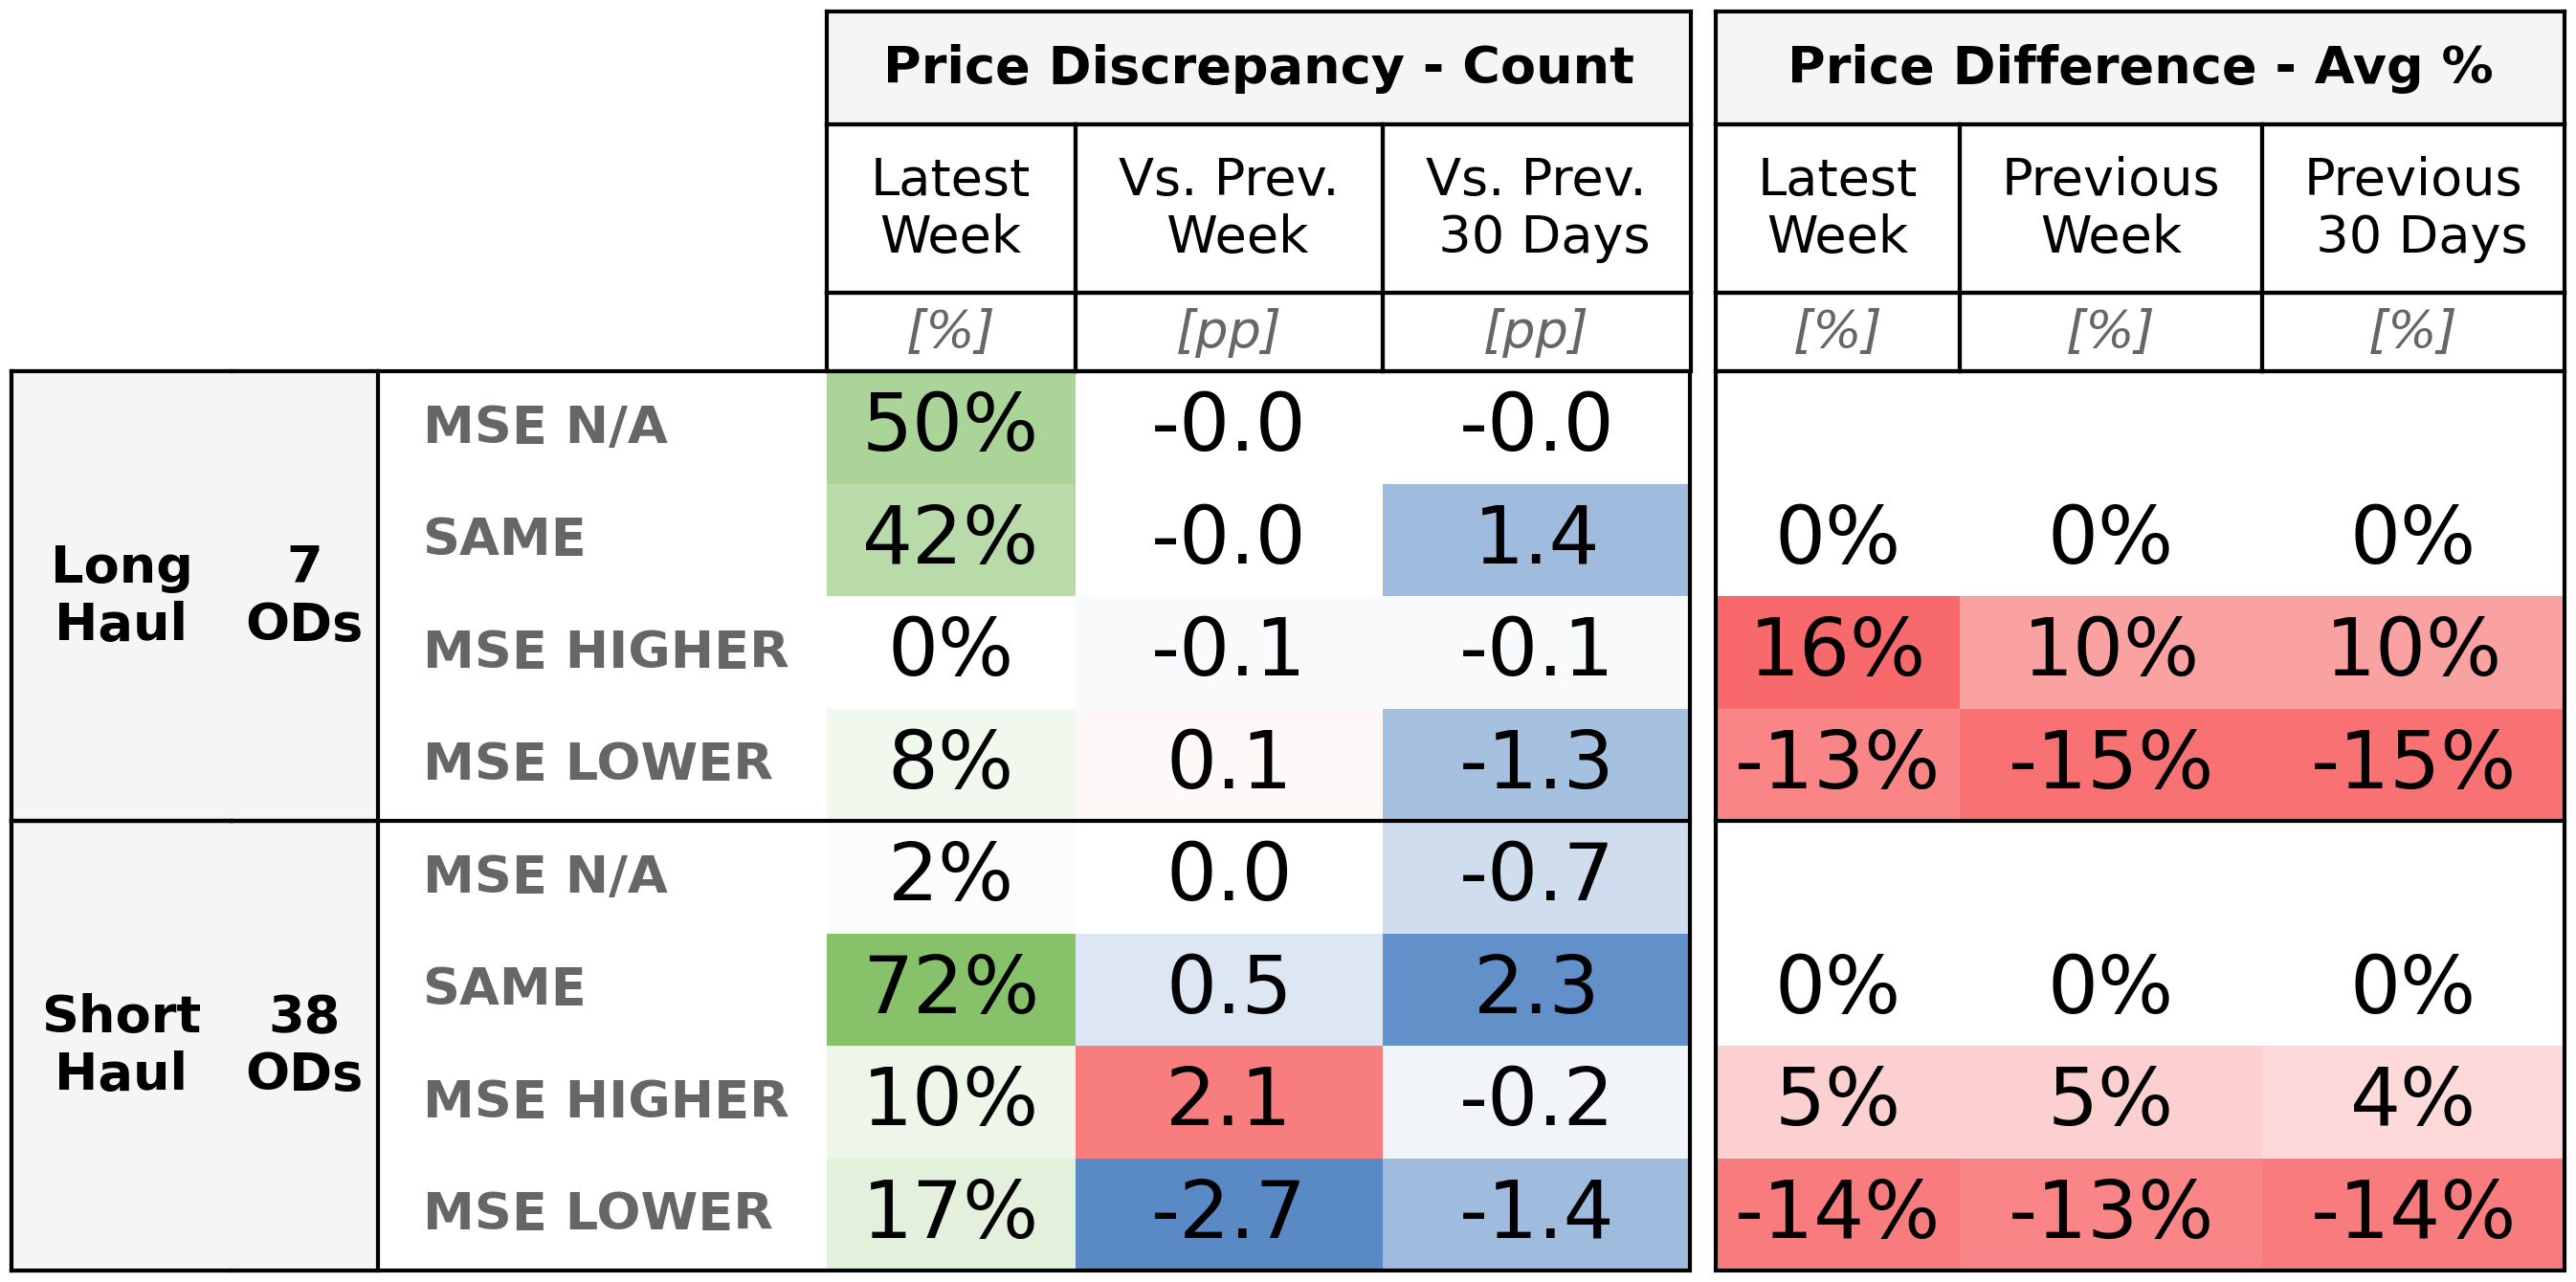 Price Discrepancy - Count Price Difference - Avg %
Latest Week Vs. Prev. Week Vs. Prev. 30 Days Latest Week Previous Week Previous 30 Days
[%] [pp] [pp] [%] [%] [%]
Long Haul 7 ODs
MSE N/A 50% -0.0 -0.0
SAME 42% -0.0 1.4 0% 0% 0%
MSE HIGHER 0% -0.1 -0.1 16% 10% 10%
MSE LOWER 8% 0.1 -1.3 -13% -15% -15%
Short Haul 38 ODs
MSE N/A 2% 0.0 -0.7
SAME 72% 0.5 2.3 0% 0% 0%
MSE HIGHER 10% 2.1 -0.2 5% 5% 4%
MSE LOWER 17% -2.7 -1.4 -14% -13% -14%